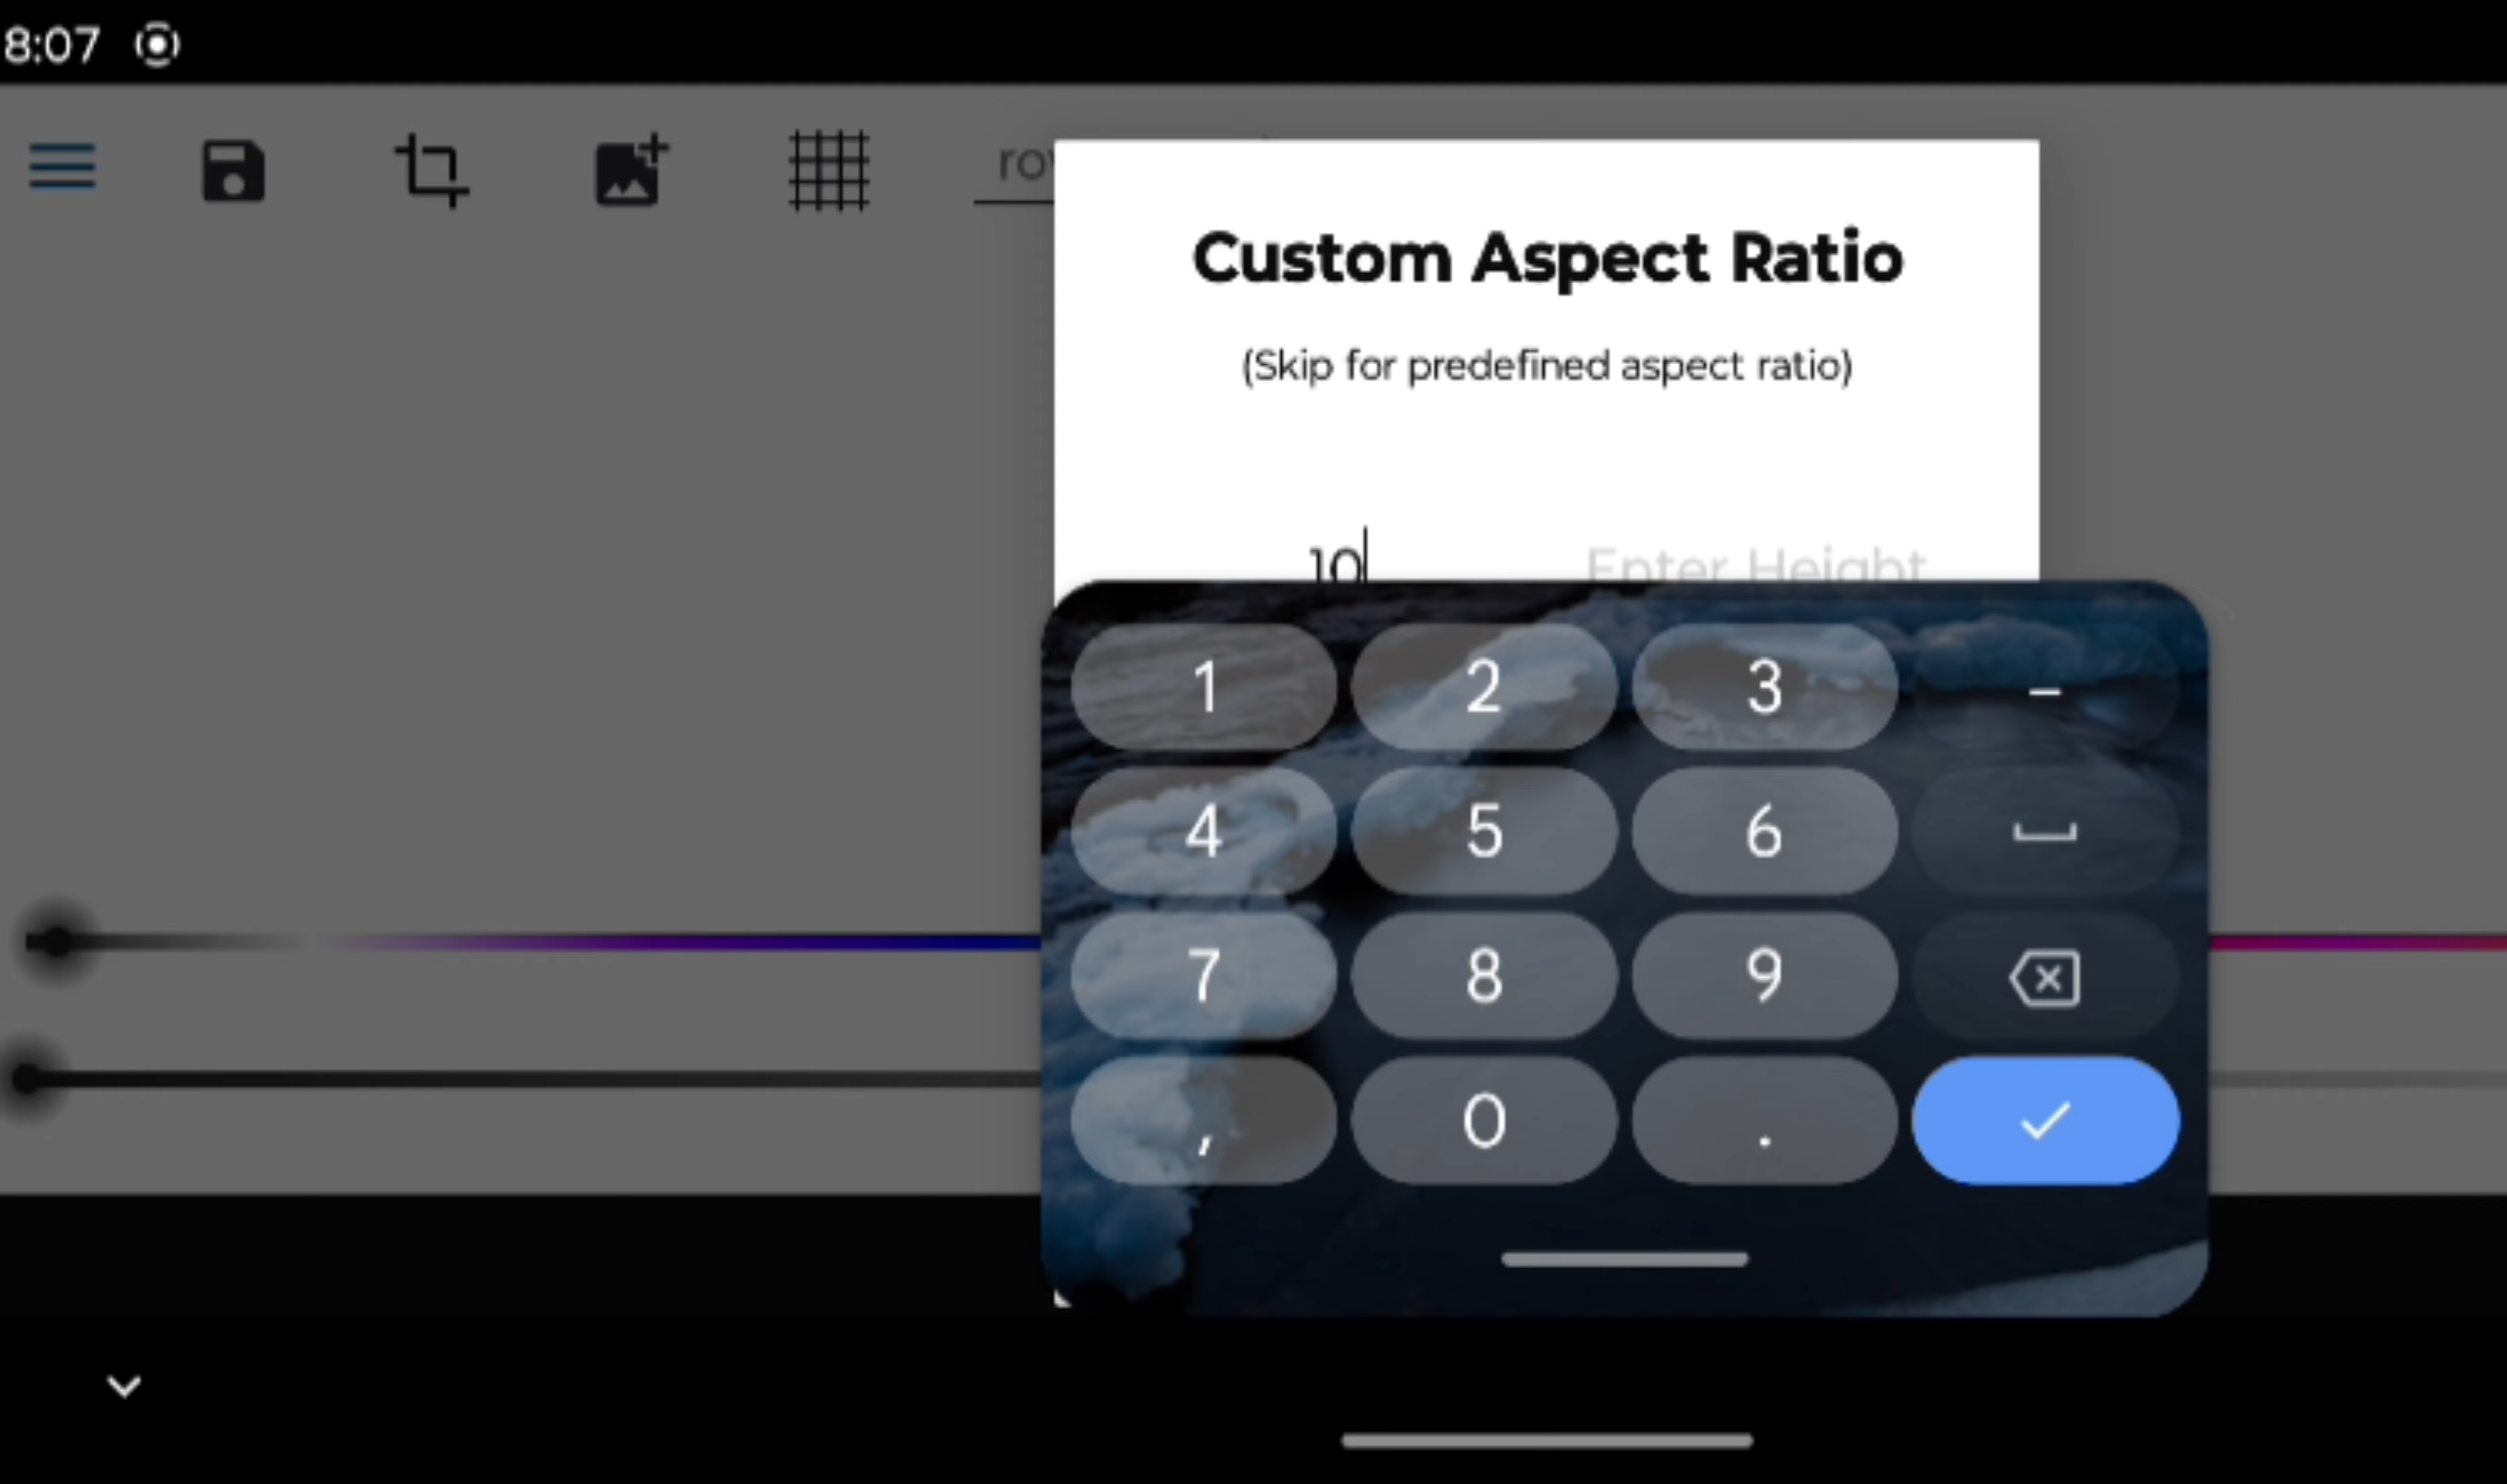 8:07
Custom Aspect Ratio
(Skip for predefined aspect ratio)
10
Enter Height
1 2 3 -
4 5 6
7 8 9
, 0 .